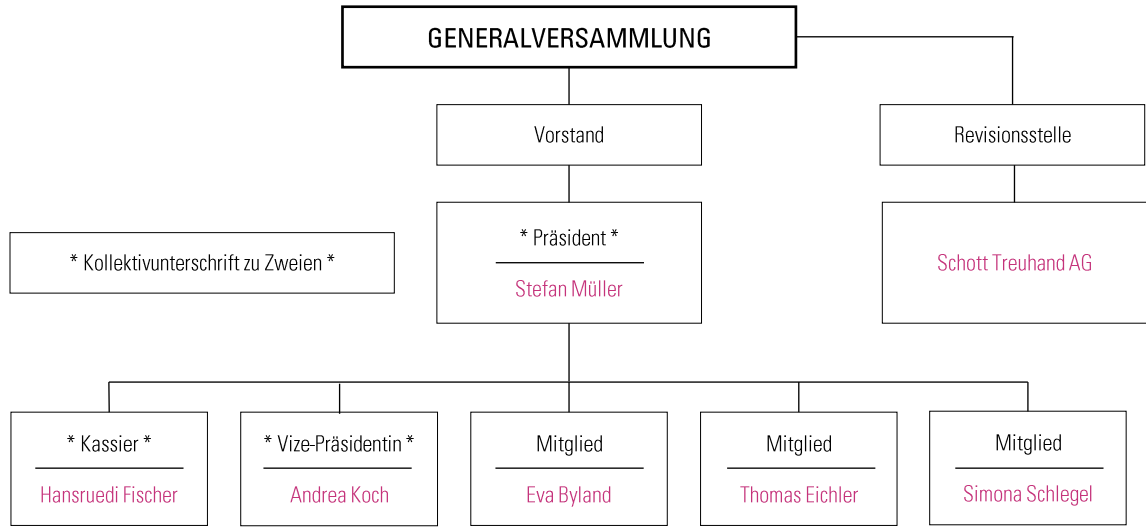 GENERALVERSAMMLUNG
Vorstand
Revisionsstelle
* Präsident *
Stefan Müller
* Kollektivunterschrift zu Zweien *
Schott Treuhand AG
* Kassier *
Hansruedi Fischer
* Vize-Präsidentin *
Andrea Koch
Mitglied
Eva Byland
Mitglied
Thomas Eichler
Mitglied
Simona Schlegel